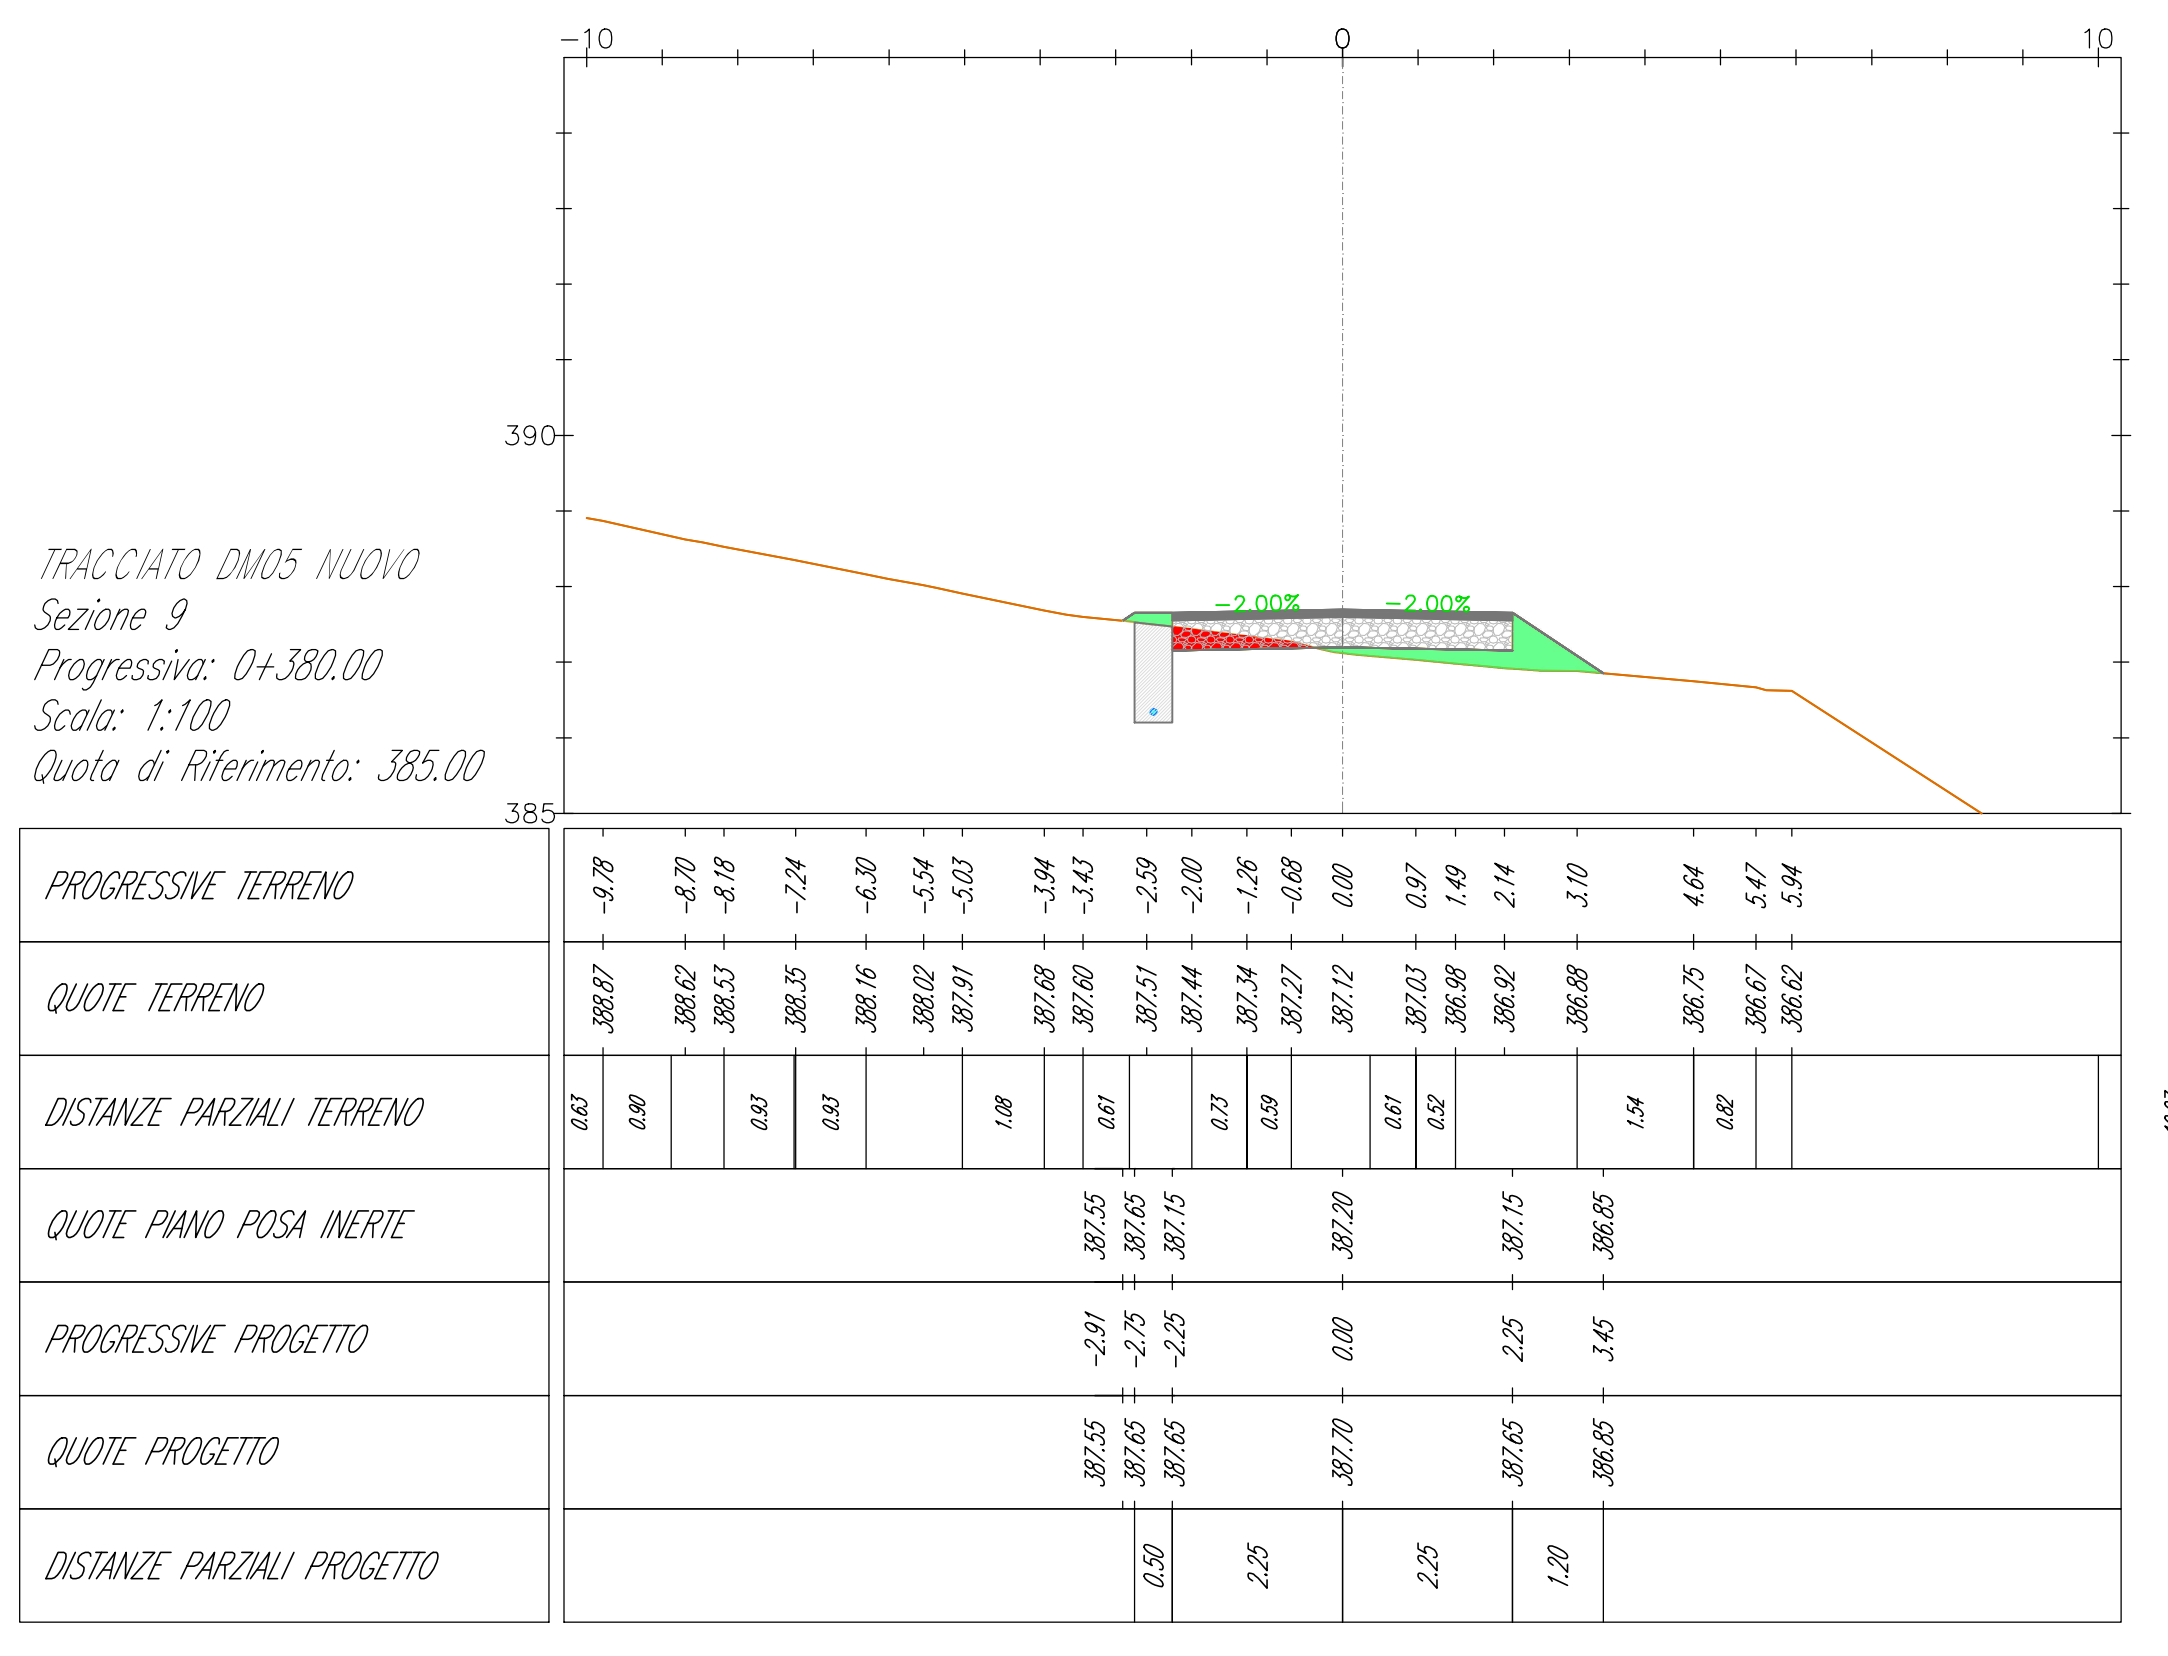 -10 0 10
390
-2.00% -2.00%
TRACCIATO DM05 NUOVO
Sezione 9
Progressiva: 0+380.00
Scala: 1:100
Quota di Riferimento: 385.00
385
PROGRESSIVE TERRENO -9.78 -8.70 -8.18 -7.24 -6.30 -5.54 -5.03 -3.94 -3.43 -2.59 -2.00 -1.26 -0.68 0.00 0.97 1.49 2.14 3.10 4.64 5.47 5.94
QUOTE TERRENO 388.87 388.62 388.53 388.35 388.16 388.02 387.91 387.68 387.60 387.51 387.44 387.34 387.27 387.12 387.03 386.98 386.92 386.88 386.75 386.67 386.62
DISTANZE PARZIALI TERRENO 0.63 0.90 0.93 0.93 1.08 0.61 0.73 0.59 0.61 0.52 1.54 0.82
QUOTE PIANO POSA INERTE 387.55 387.65 387.15 387.20 387.15 386.85
PROGRESSIVE PROGETTO -2.91 -2.75 -2.25 0.00 2.25 3.45
QUOTE PROGETTO 387.55 387.65 387.65 387.70 387.65 386.85
DISTANZE PARZIALI PROGETTO 0.50 2.25 2.25 1.20